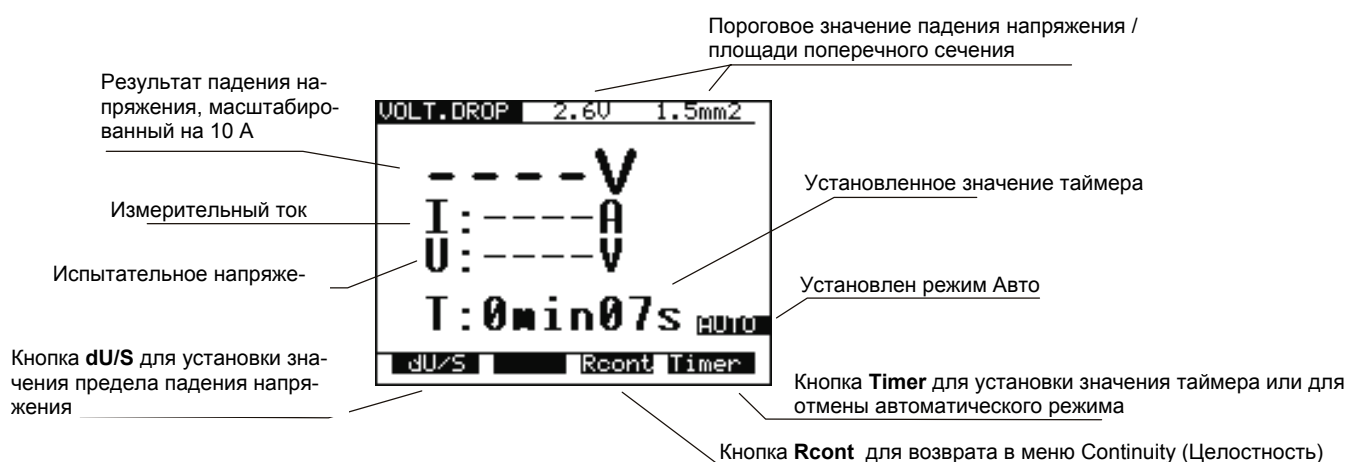 Пороговое значение падения напряжения /
площади поперечного сечения
Результат падения на-
пряжения, масштабиро-
ванный на 10 А
VOLT.DROP 2.6V 1.5mm2
----V
Измерительный ток
I:----A
Установленное значение таймера
Испытательное напряже-
U:----V
Установлен режим Авто
T:0min07s AUTO
Кнопка dU/S для установки зна-
чения предела падения напря-
жения
dU/S Rcont Timer
Кнопка Timer для установки значения таймера или для
отмены автоматического режима
Кнопка Rcont для возврата в меню Continuity (Целостность)